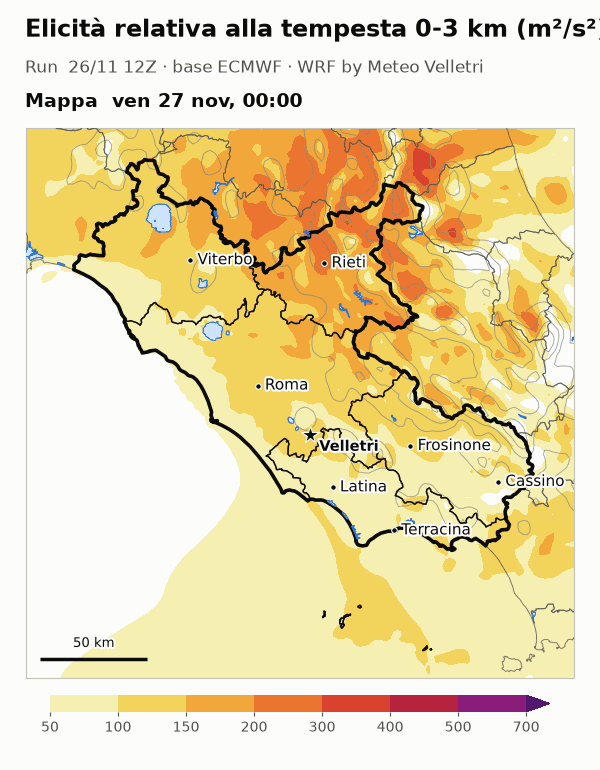 Elicità relativa alla tempesta 0-3 km (m²/s²)
Run 26/11 12Z · base ECMWF · WRF by Meteo Velletri
Mappa ven 27 nov, 00:00
Viterbo
Rieti
Roma
Velletri
Frosinone
Latina
Cassino
Terracina
50 km
50 100 150 200 300 400 500 700